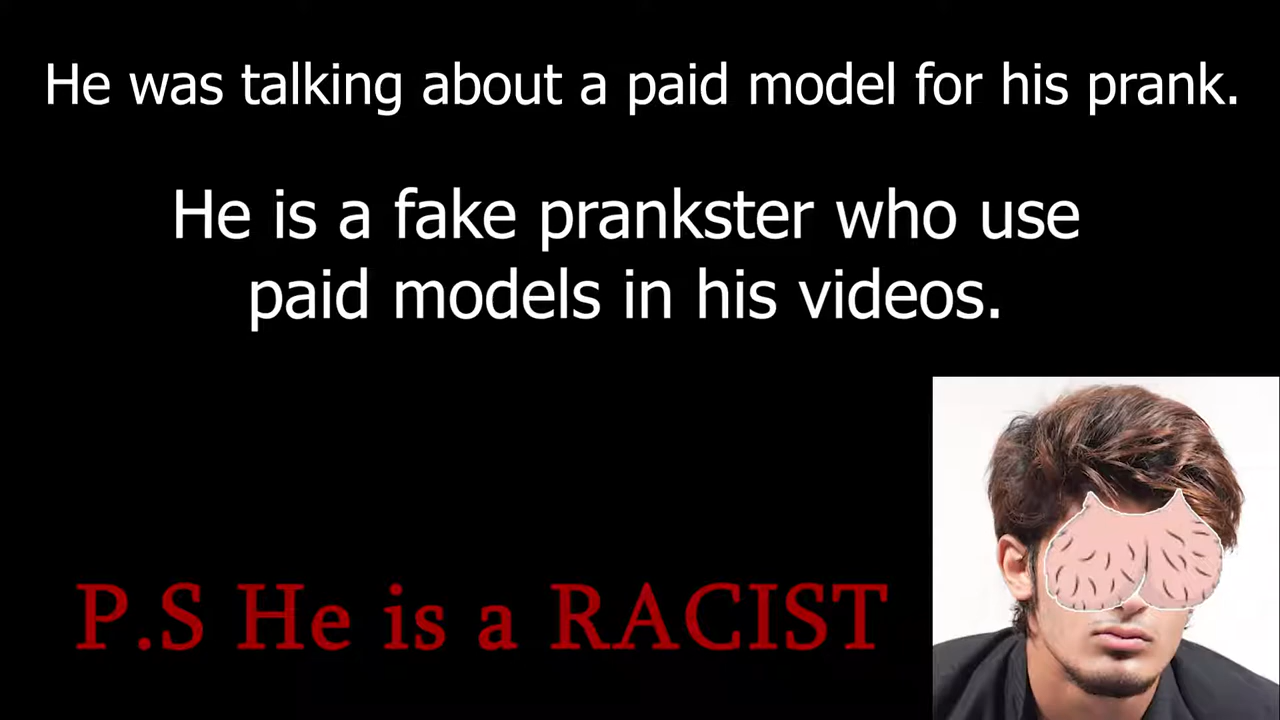 He was talking about a paid model for his prank.
He is a fake prankster who use
paid models in his videos.
P.S He is a RACIST